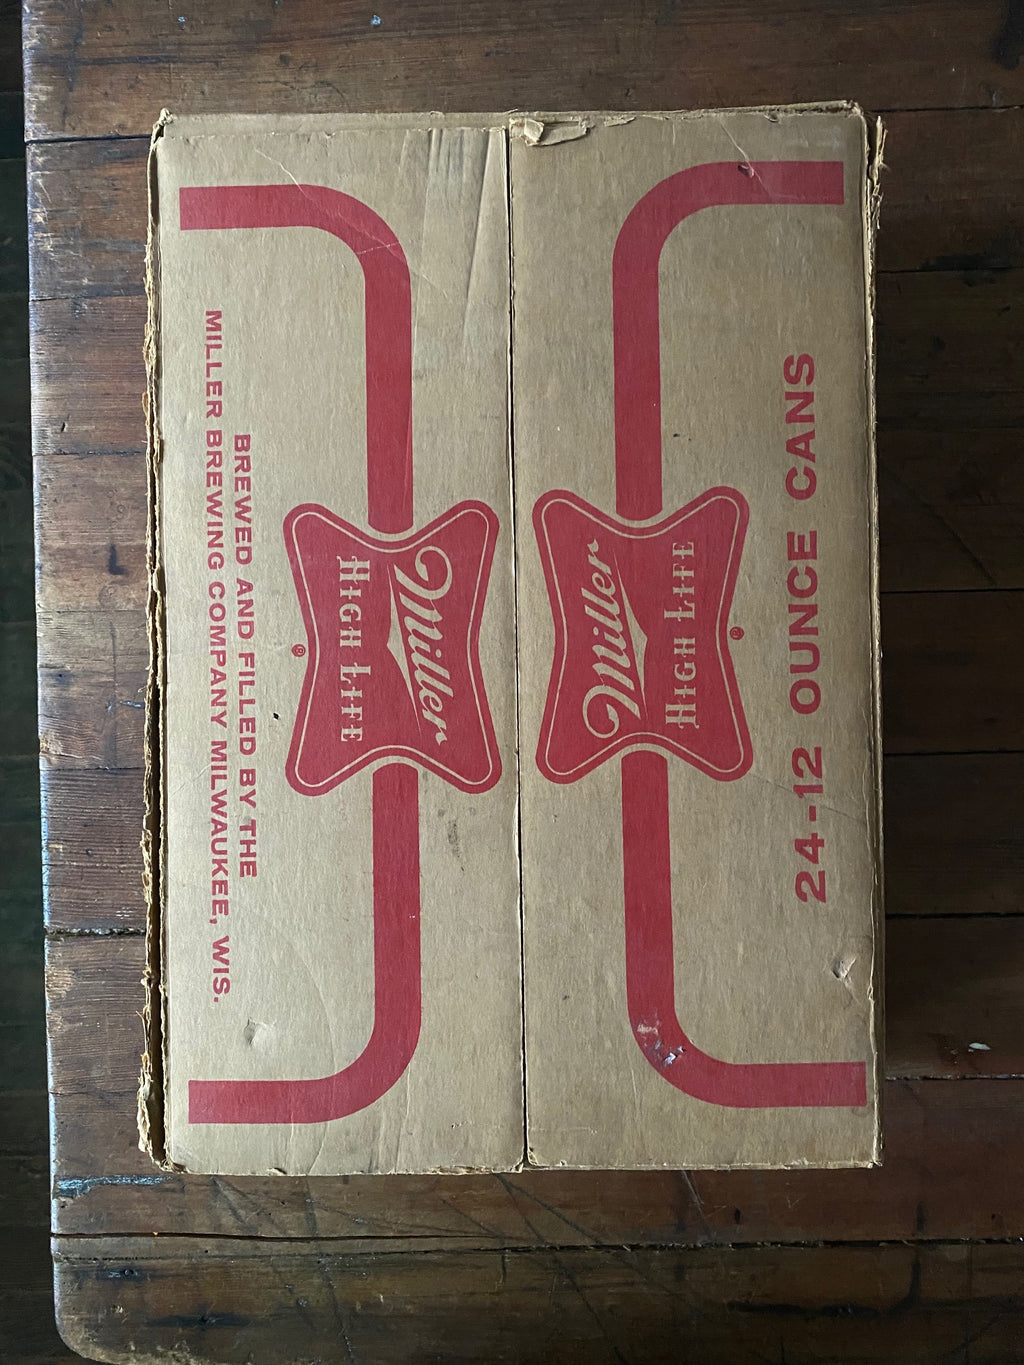 BREWED AND FILLED BY THE
MILLER BREWING COMPANY MILWAUKEE, WIS.
Miller
HIGH LIFE
®
Miller
HIGH LIFE
®
24-12 OUNCE CANS